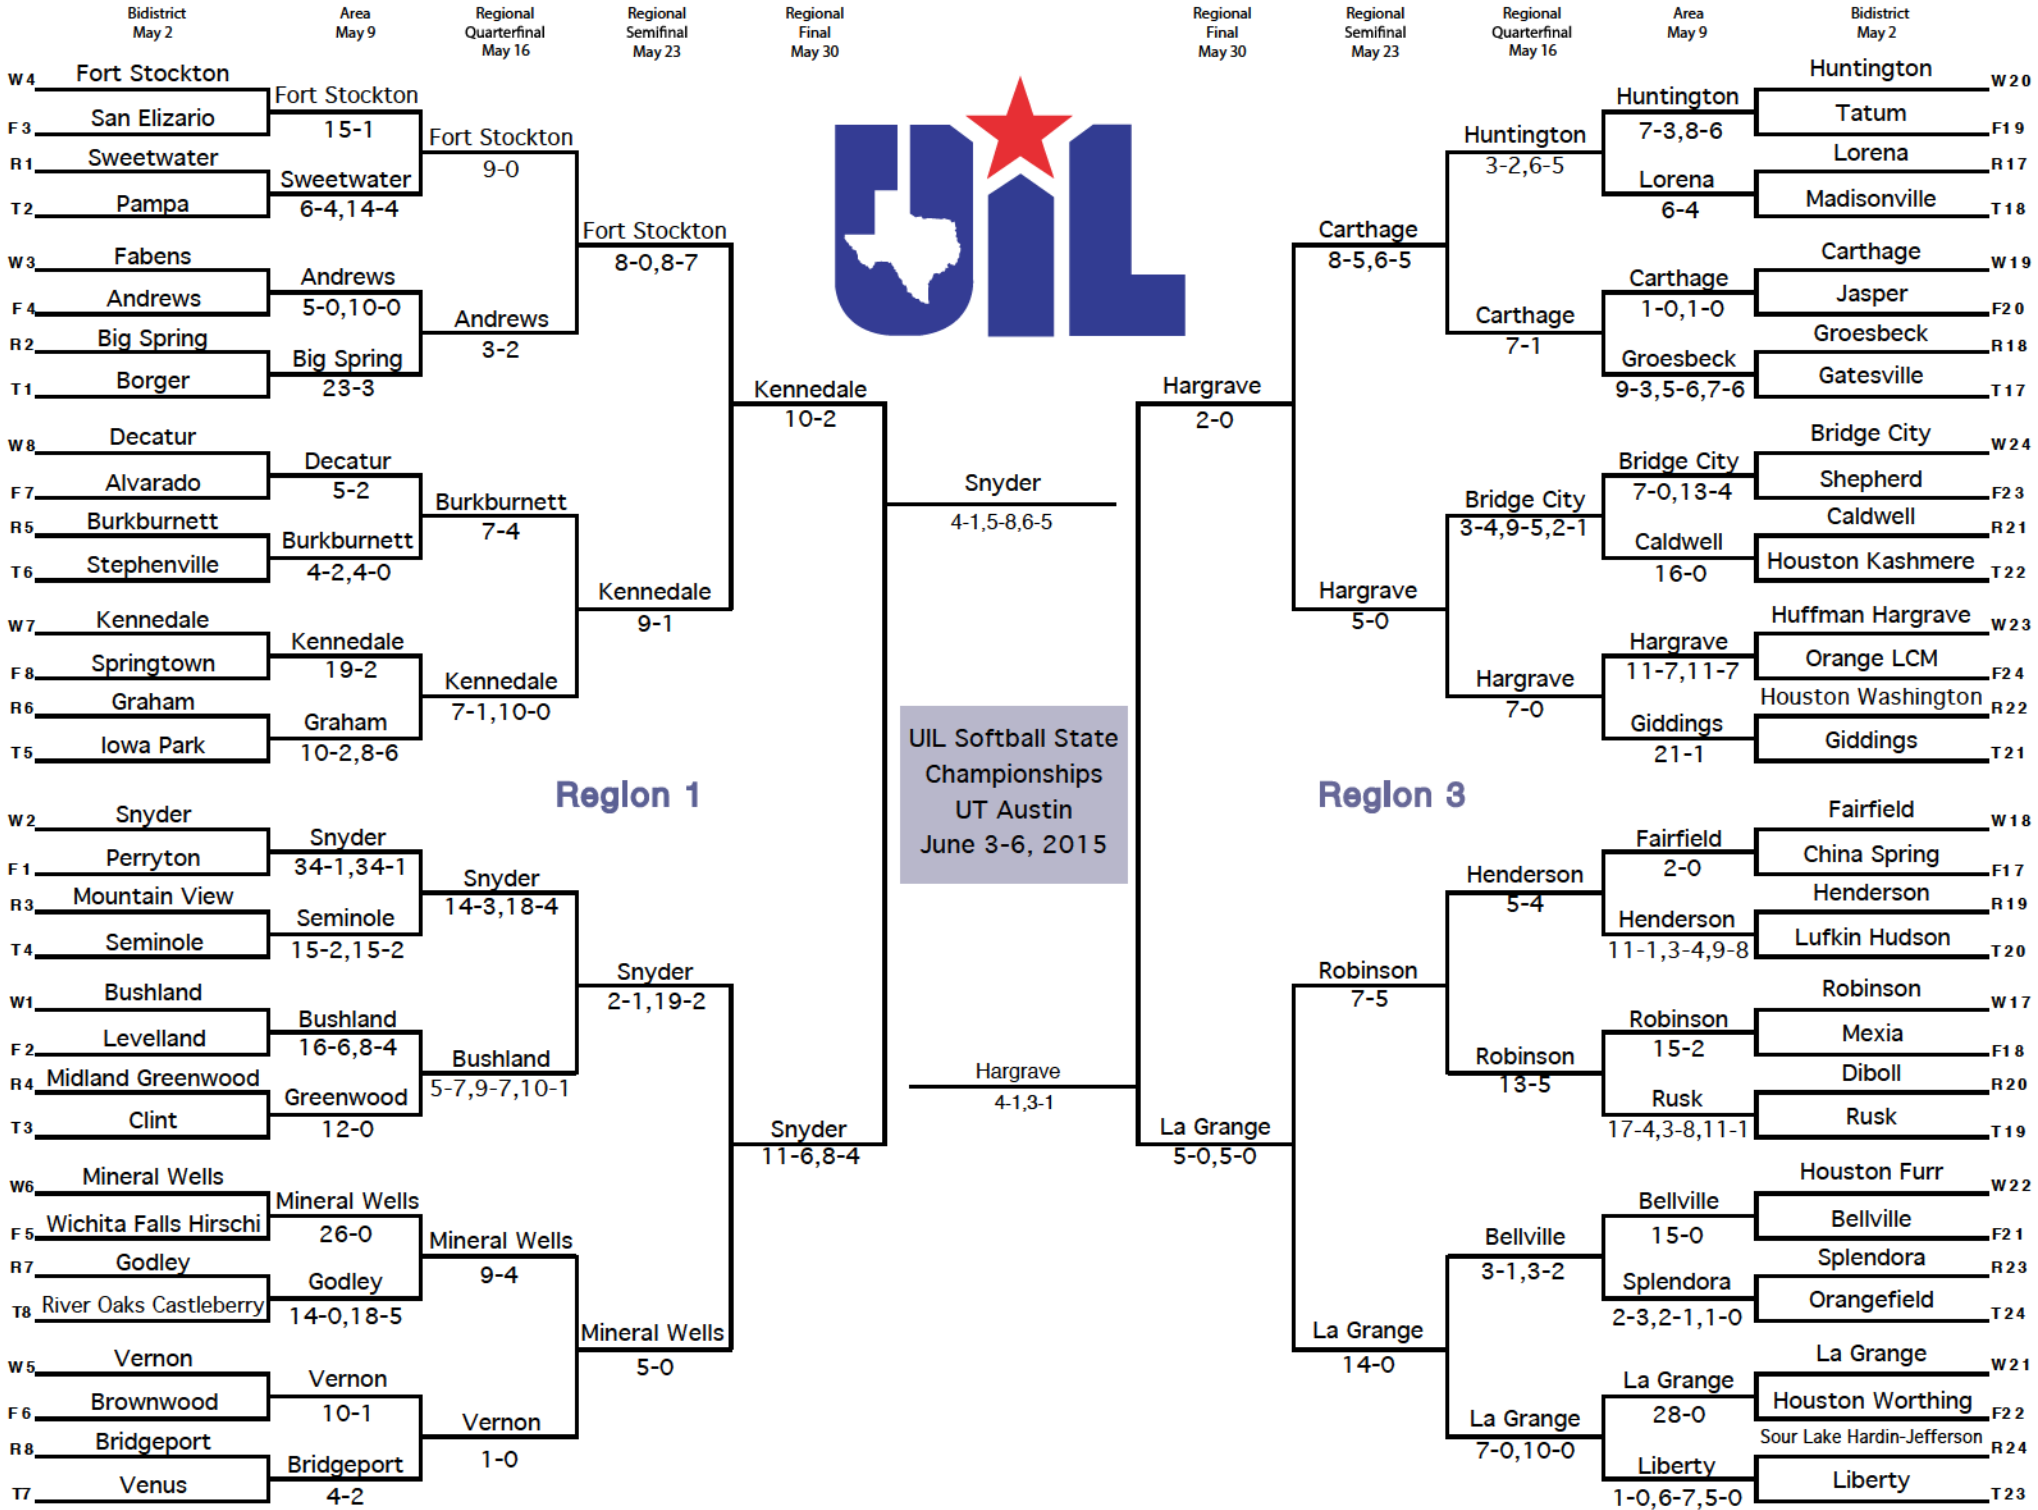 Bidistrict
May 2
Area
May 9
Regional
Quarterfinal
May 16
Regional
Semifinal
May 23
Regional
Final
May 30
Regional
Final
May 30
Regional
Semifinal
May 23
Regional
Quarterfinal
May 16
Area
May 9
Bidistrict
May 2
UIL
W4 Fort Stockton
F3 San Elizario
R1 Sweetwater
T2 Pampa
W3 Fabens
F4 Andrews
R2 Big Spring
T1 Borger
W8 Decatur
F7 Alvarado
R5 Burkburnett
T6 Stephenville
W7 Kennedale
F8 Springtown
R6 Graham
T5 Iowa Park
W2 Snyder
F1 Perryton
R3 Mountain View
T4 Seminole
W1 Bushland
F2 Levelland
R4 Midland Greenwood
T3 Clint
W6 Mineral Wells
F5 Wichita Falls Hirschi
R7 Godley
T8 River Oaks Castleberry
W5 Vernon
F6 Brownwood
R8 Bridgeport
T7 Venus
Fort Stockton
15-1
Sweetwater
6-4,14-4
Andrews
5-0,10-0
Big Spring
23-3
Decatur
5-2
Burkburnett
4-2,4-0
Kennedale
19-2
Graham
10-2,8-6
Snyder
34-1,34-1
Seminole
15-2,15-2
Bushland
16-6,8-4
Greenwood
12-0
Mineral Wells
26-0
Godley
14-0,18-5
Vernon
10-1
Bridgeport
4-2
Fort Stockton
9-0
Andrews
3-2
Burkburnett
7-4
Kennedale
7-1,10-0
Snyder
14-3,18-4
Bushland
5-7,9-7,10-1
Mineral Wells
9-4
Vernon
1-0
Fort Stockton
8-0,8-7
Kennedale
9-1
Snyder
2-1,19-2
Mineral Wells
5-0
Region 1
Kennedale
10-2
Snyder
11-6,8-4
Snyder
4-1,5-8,6-5
UIL Softball State
Championships
UT Austin
June 3-6, 2015
Hargrave
4-1,3-1
Hargrave
2-0
La Grange
5-0,5-0
Region 3
Carthage
8-5,6-5
Hargrave
5-0
Robinson
7-5
La Grange
14-0
Huntington
3-2,6-5
Carthage
7-1
Bridge City
3-4,9-5,2-1
Hargrave
7-0
Henderson
5-4
Robinson
13-5
Bellville
3-1,3-2
La Grange
7-0,10-0
Huntington
7-3,8-6
Lorena
6-4
Carthage
1-0,1-0
Groesbeck
9-3,5-6,7-6
Bridge City
7-0,13-4
Caldwell
16-0
Hargrave
11-7,11-7
Giddings
21-1
Fairfield
2-0
Henderson
11-1,3-4,9-8
Robinson
15-2
Rusk
17-4,3-8,11-1
Bellville
15-0
Splendora
2-3,2-1,1-0
La Grange
28-0
Liberty
1-0,6-7,5-0
Huntington W20
Tatum F19
Lorena R17
Madisonville T18
Carthage W19
Jasper F20
Groesbeck R18
Gatesville T17
Bridge City W24
Shepherd F23
Caldwell R21
Houston Kashmere T22
Huffman Hargrave W23
Orange LCM F24
Houston Washington R22
Giddings T21
Fairfield W18
China Spring F17
Henderson R19
Lufkin Hudson T20
Robinson W17
Mexia F18
Diboll R20
Rusk T19
Houston Furr W22
Bellville F21
Splendora R23
Orangefield T24
La Grange W21
Houston Worthing F22
Sour Lake Hardin-Jefferson R24
Liberty T23